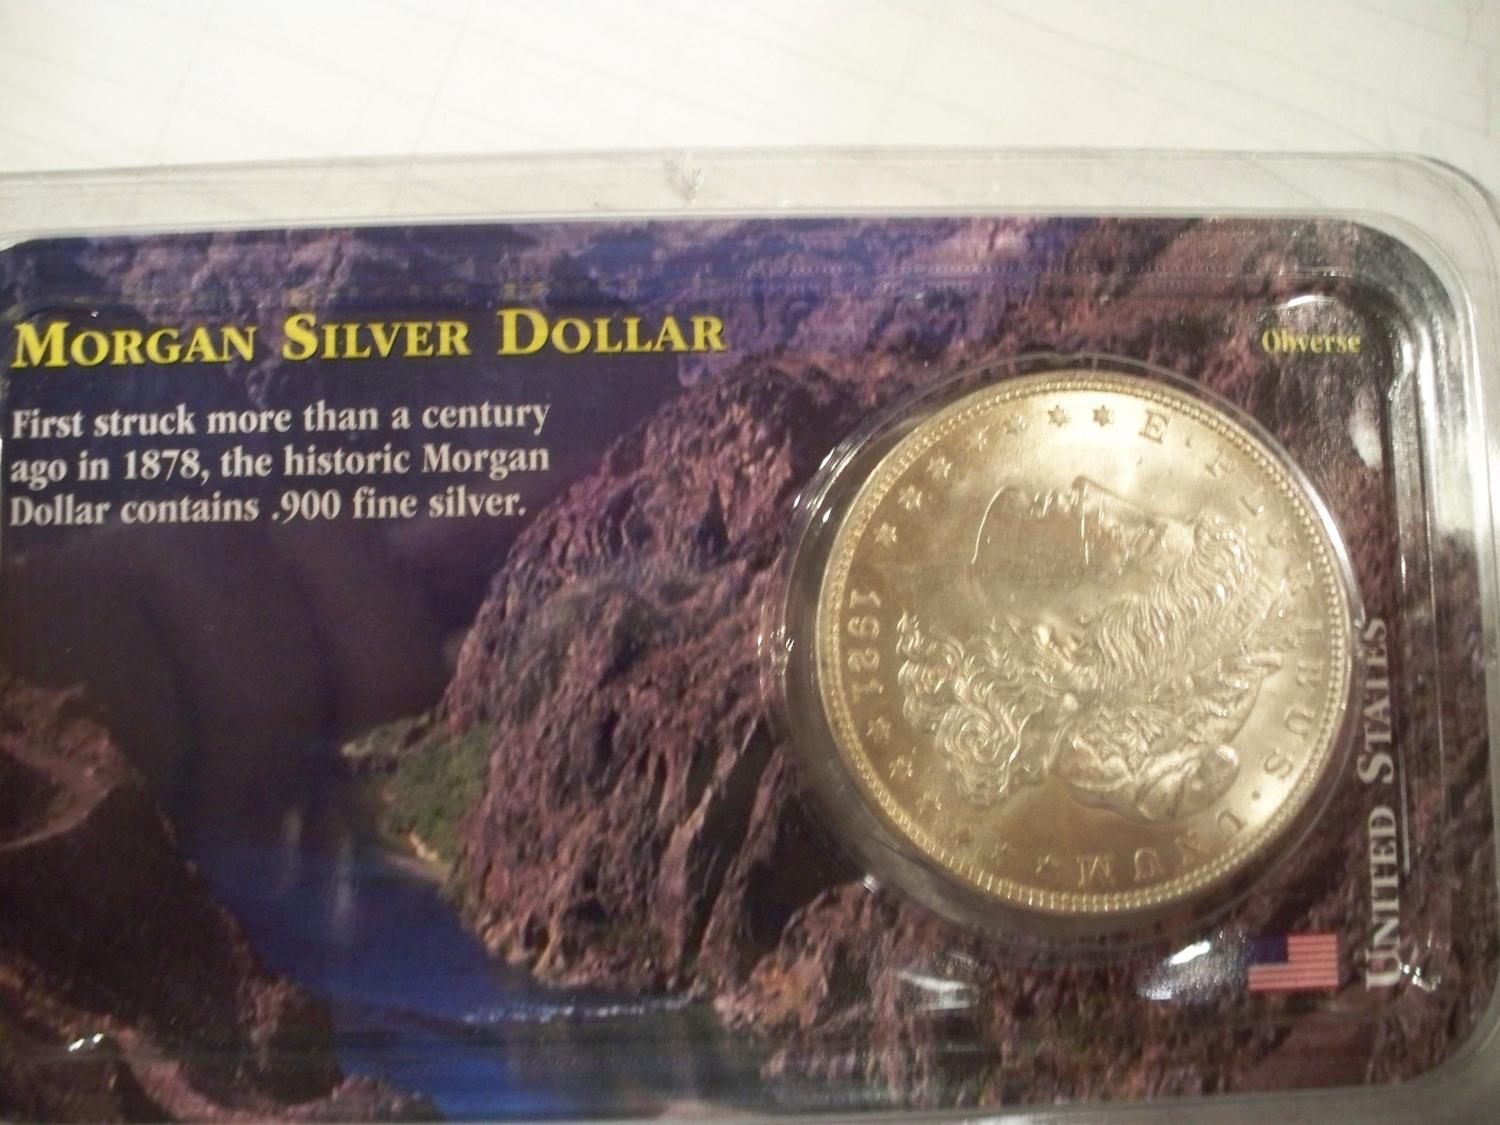 MORGAN SILVER DOLLAR
First struck more than a century
ago in 1878, the historic Morgan
Dollar contains .900 fine silver.
Obverse
E·PLURIBUS·UNUM
1921
UNITED STATES